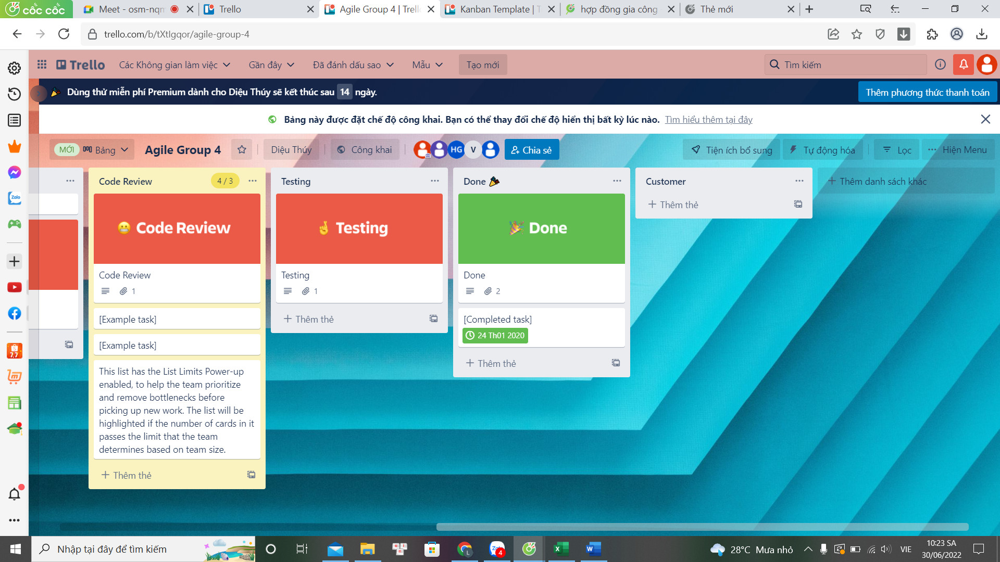 cốc cốc
Meet - osm-nqm
Trello
Agile Group 4 | Trell
Kanban Template | T
hợp đồng gia công
Thẻ mới
trello.com/b/tXtIgqor/agile-group-4
Trello
Các Không gian làm việc
Gần đây
Đã đánh dấu sao
Mẫu
Tạo mới
Tìm kiếm
Dùng thử miễn phí Premium dành cho Diệu Thúy sẽ kết thúc sau 14 ngày.
Thêm phương thức thanh toán
Bảng này được đặt chế độ công khai. Bạn có thể thay đổi chế độ hiển thị bất kỳ lúc nào. Tìm hiểu thêm tại đây
MỚI
Bảng
Agile Group 4
Diệu Thúy
Công khai
HG
V
Chia sẻ
Tiện ích bổ sung
Tự động hóa
Lọc
Hiện Menu
Code Review
4 / 3
Code Review
Code Review
1
[Example task]
[Example task]
This list has the List Limits Power-up
enabled, to help the team prioritize
and remove bottlenecks before
picking up new work. The list will be
highlighted if the number of cards in it
passes the limit that the team
determines based on team size.
Thêm thẻ
Testing
Testing
Testing
1
Thêm thẻ
Done
Done
Done
2
[Completed task]
24 Th01 2020
Thêm thẻ
Customer
Thêm thẻ
Thêm danh sách khác
Zalo
7.7
Nhập tại đây để tìm kiếm
4
28°C Mưa nhỏ
VIE
10:23 SA
30/06/2022